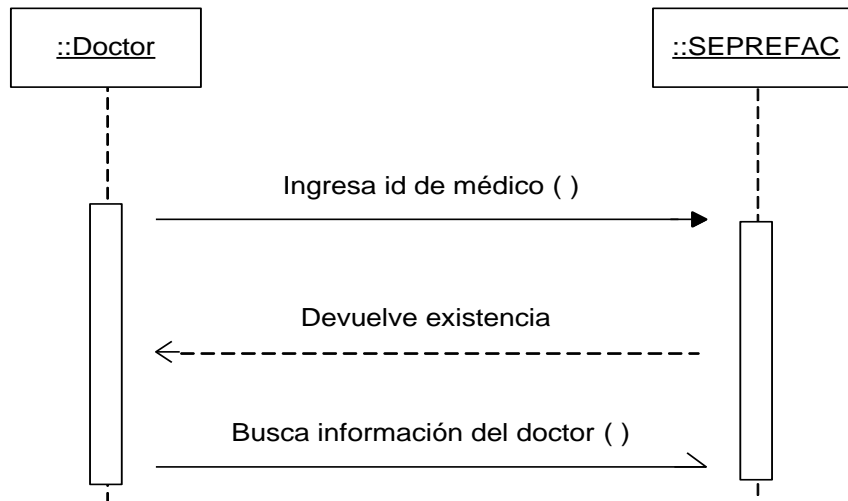 ::Doctor
::SEPREFAC
Ingresa id de médico ( )
Devuelve existencia
Busca información del doctor ( )